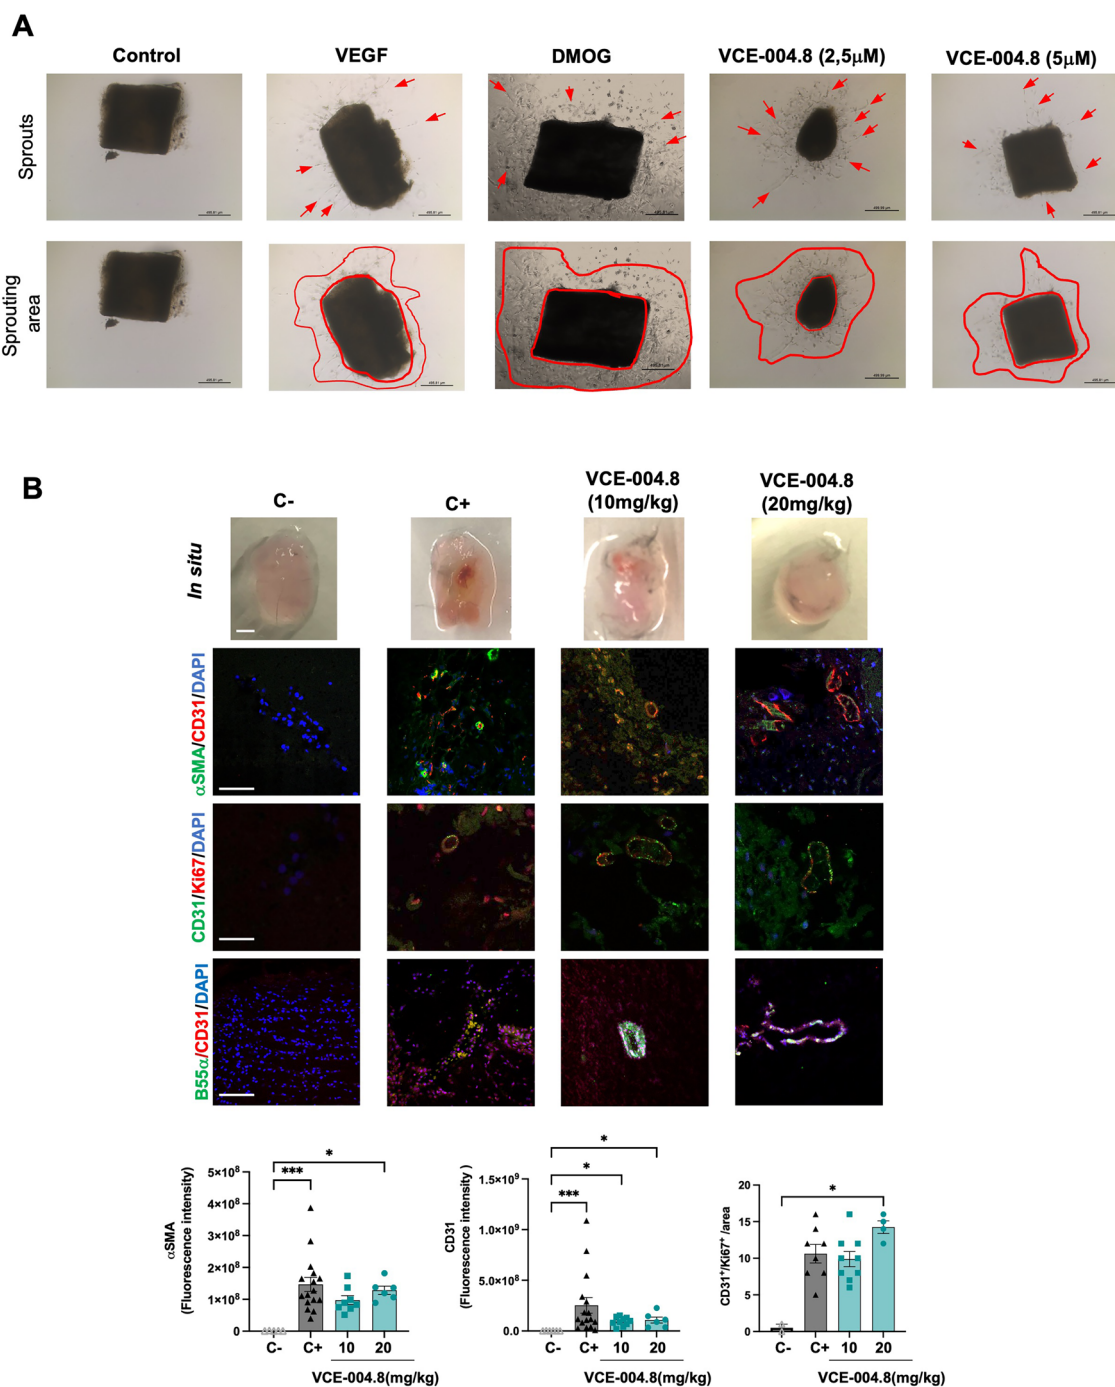 A
Control
VEGF
DMOG
VCE-004.8 (2,5µM)
VCE-004.8 (5µM)
Sprouts
Sprouting
area
B
C-
C+
VCE-004.8
(10mg/kg)
VCE-004.8
(20mg/kg)
In situ
αSMA/CD31/DAPI
CD31/Ki67/DAPI
B55α/CD31/DAPI
αSMA
(Fluorescence intensity)
5×10⁸
4×10⁸
3×10⁸
2×10⁸
1×10⁸
0
***
*
C-
C+
10
20
VCE-004.8(mg/kg)
CD31
(Fluorescence intensity )
1.5×10⁹
1.0×10⁹
5.0×10⁸
0.0
***
*
*
C-
C+
10
20
VCE-004.8(mg/kg)
CD31⁺/Ki67⁺ /area
20
15
10
5
0
*
C-
C+
10
20
VCE-004.8(mg/kg)